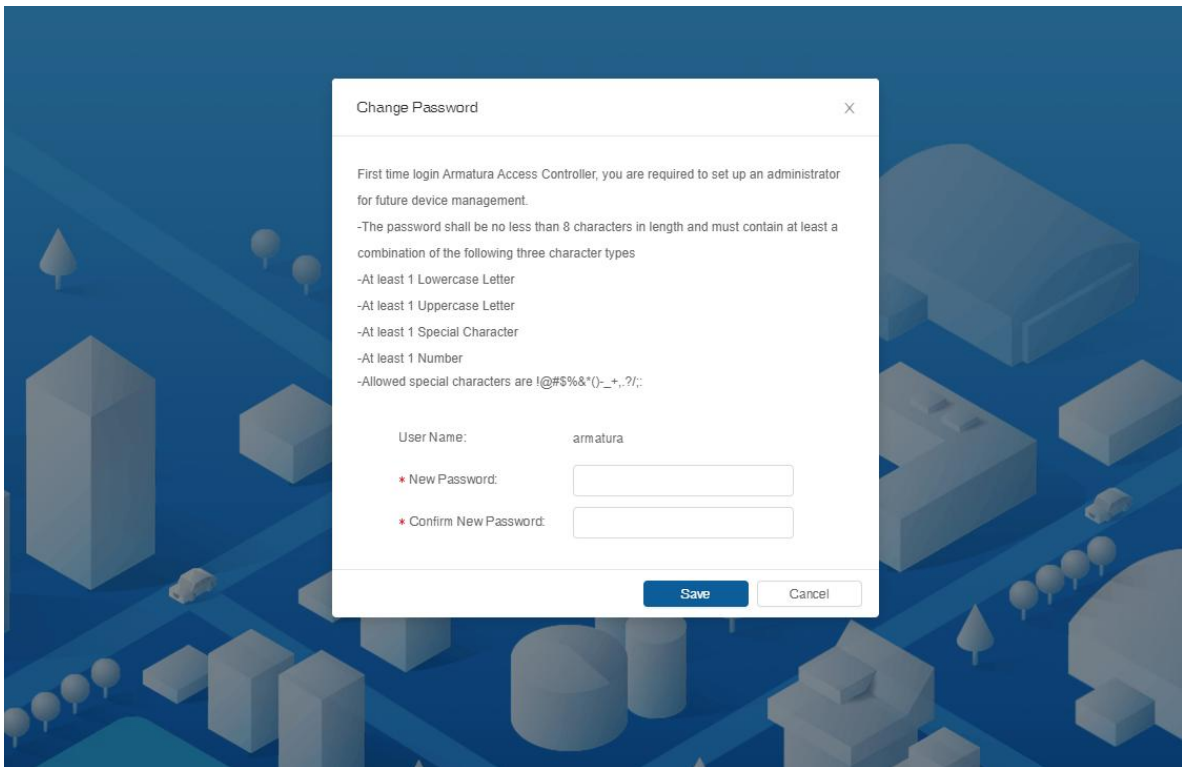 Change Password
First time login Armatura Access Controller, you are required to set up an administrator
for future device management.
-The password shall be no less than 8 characters in length and must contain at least a
combination of the following three character types
-At least 1 Lowercase Letter
-At least 1 Uppercase Letter
-At least 1 Special Character
-At least 1 Number
-Allowed special characters are !@#$%&*()-_+,.?/;:
User Name: armatura
* New Password:
* Confirm New Password:
Save Cancel